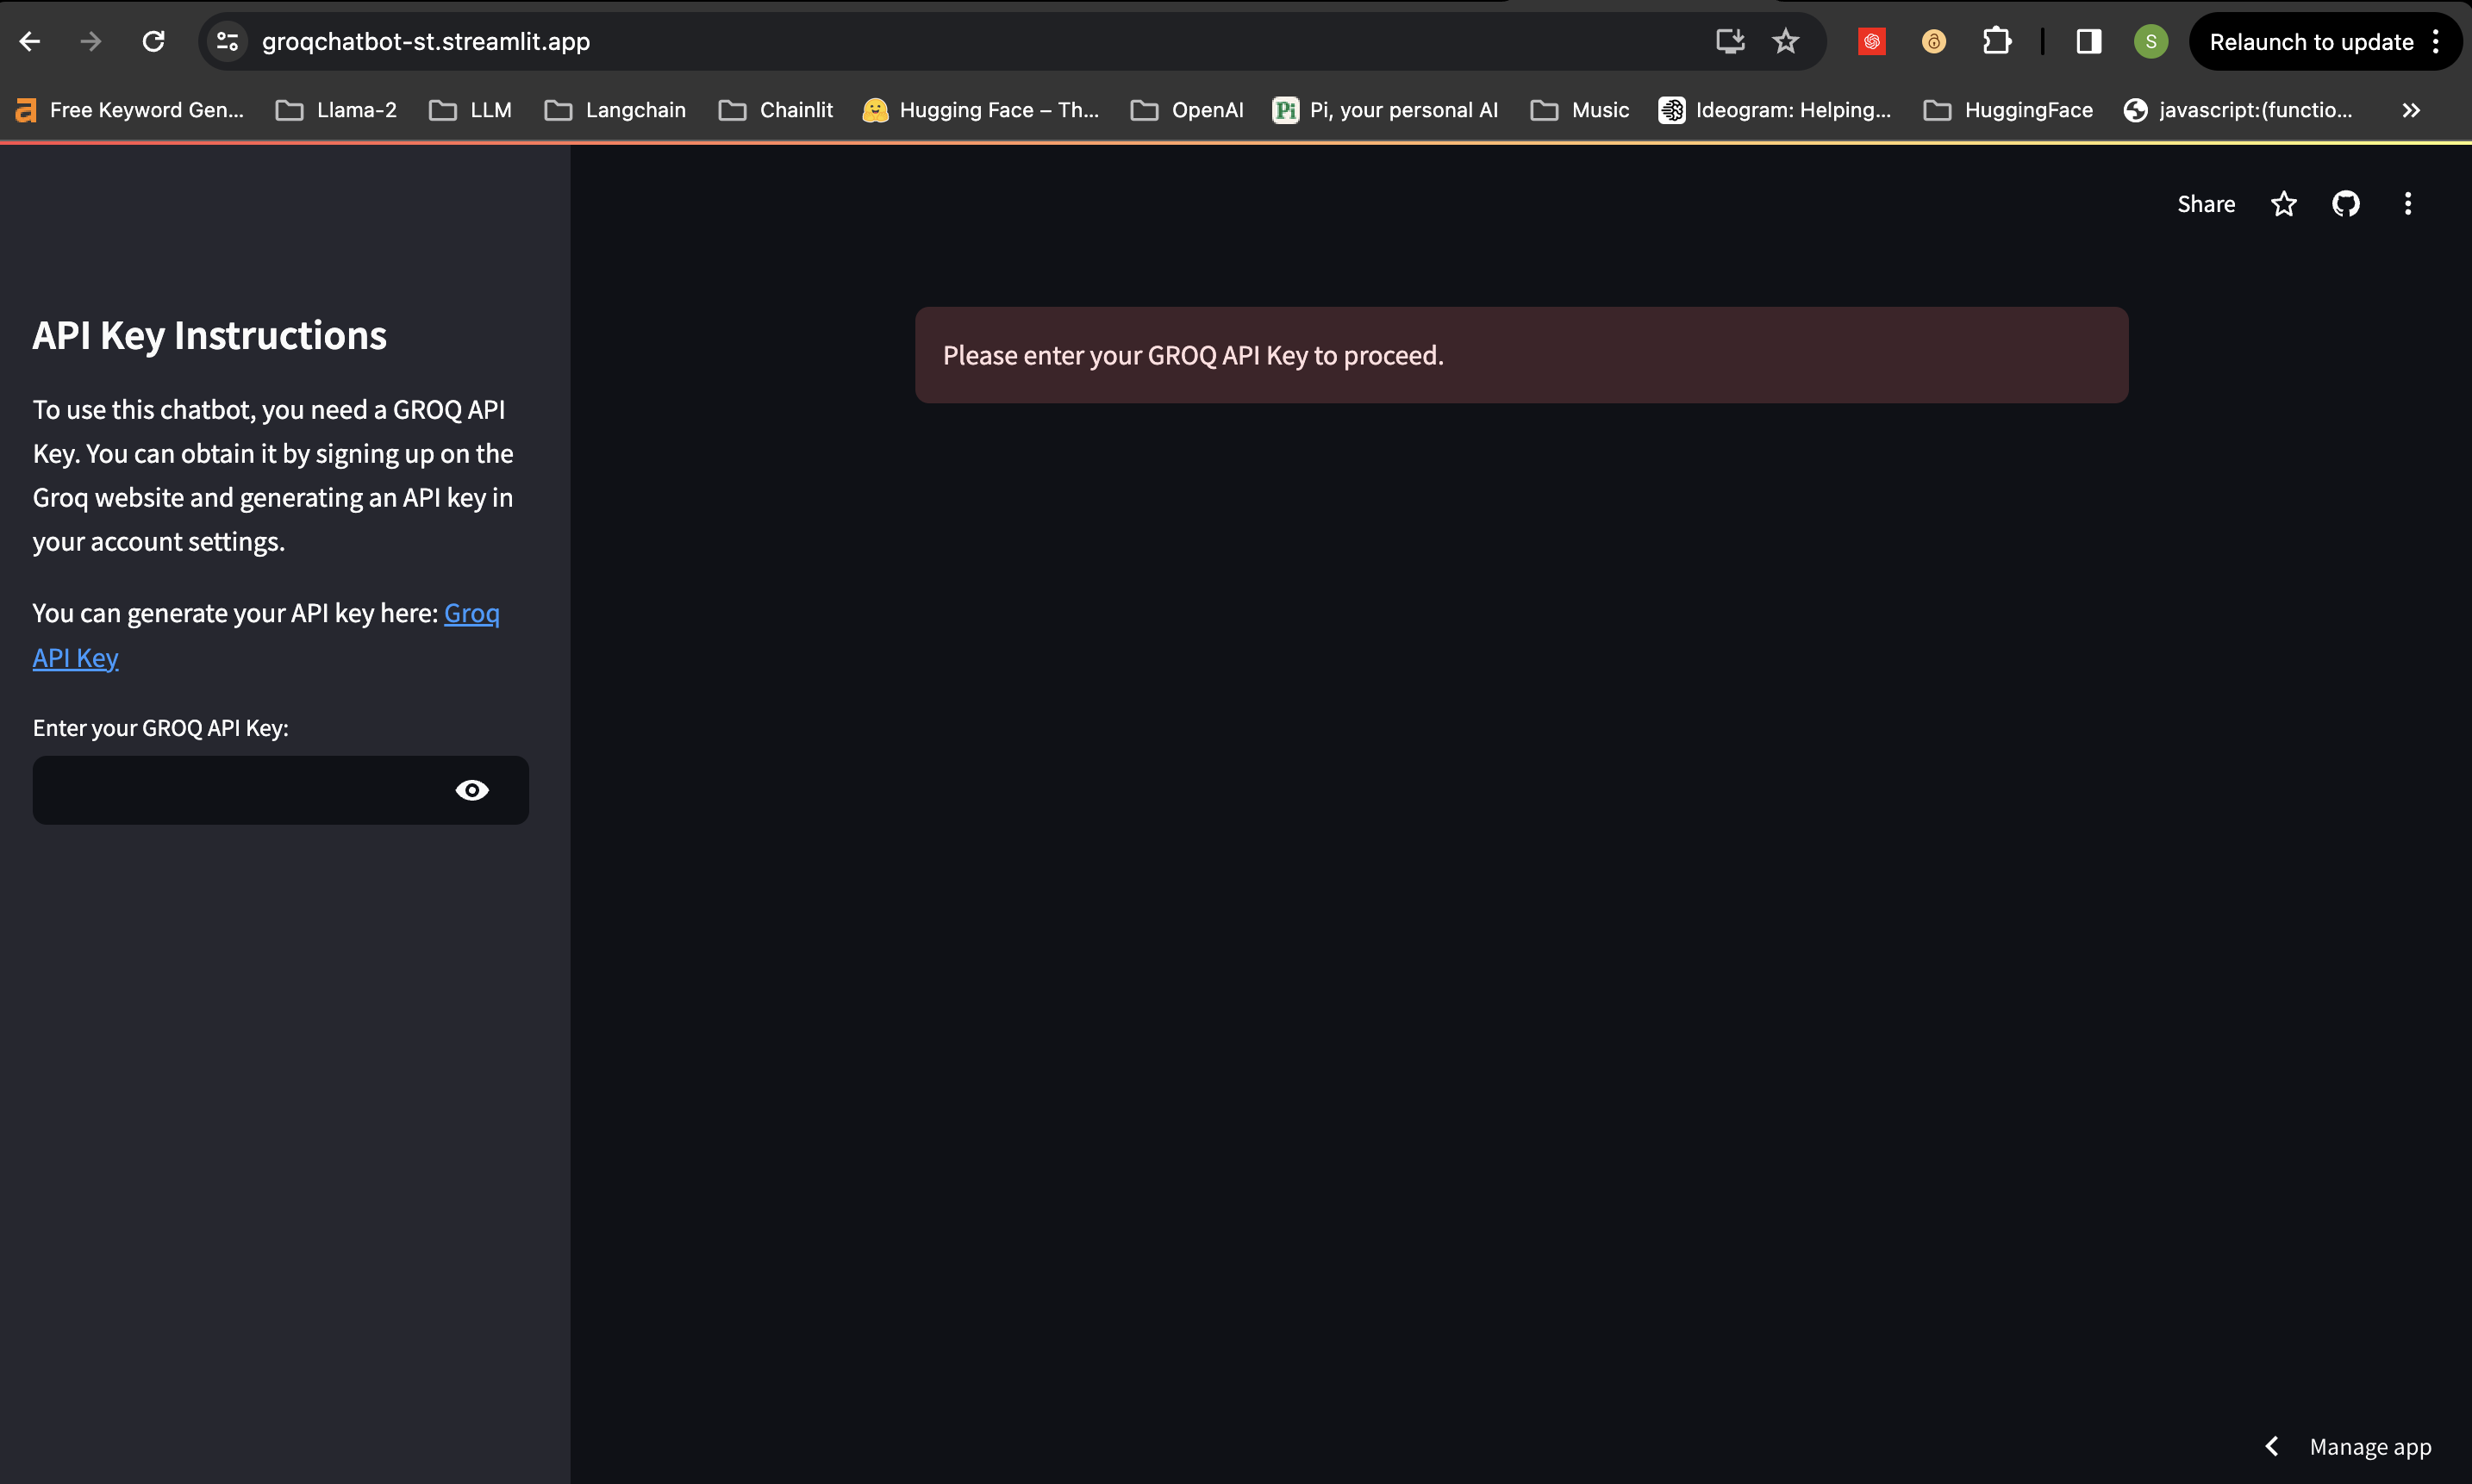 groqchatbot-st.streamlit.app
S
Relaunch to update
Free Keyword Gen...
Llama-2
LLM
Langchain
Chainlit
Hugging Face – Th...
OpenAI
Pi
Pi, your personal AI
Music
Ideogram: Helping...
HuggingFace
javascript:(functio...
Share
API Key Instructions
Please enter your GROQ API Key to proceed.
To use this chatbot, you need a GROQ API
Key. You can obtain it by signing up on the
Groq website and generating an API key in
your account settings.
You can generate your API key here: Groq
API Key
Enter your GROQ API Key:
Manage app